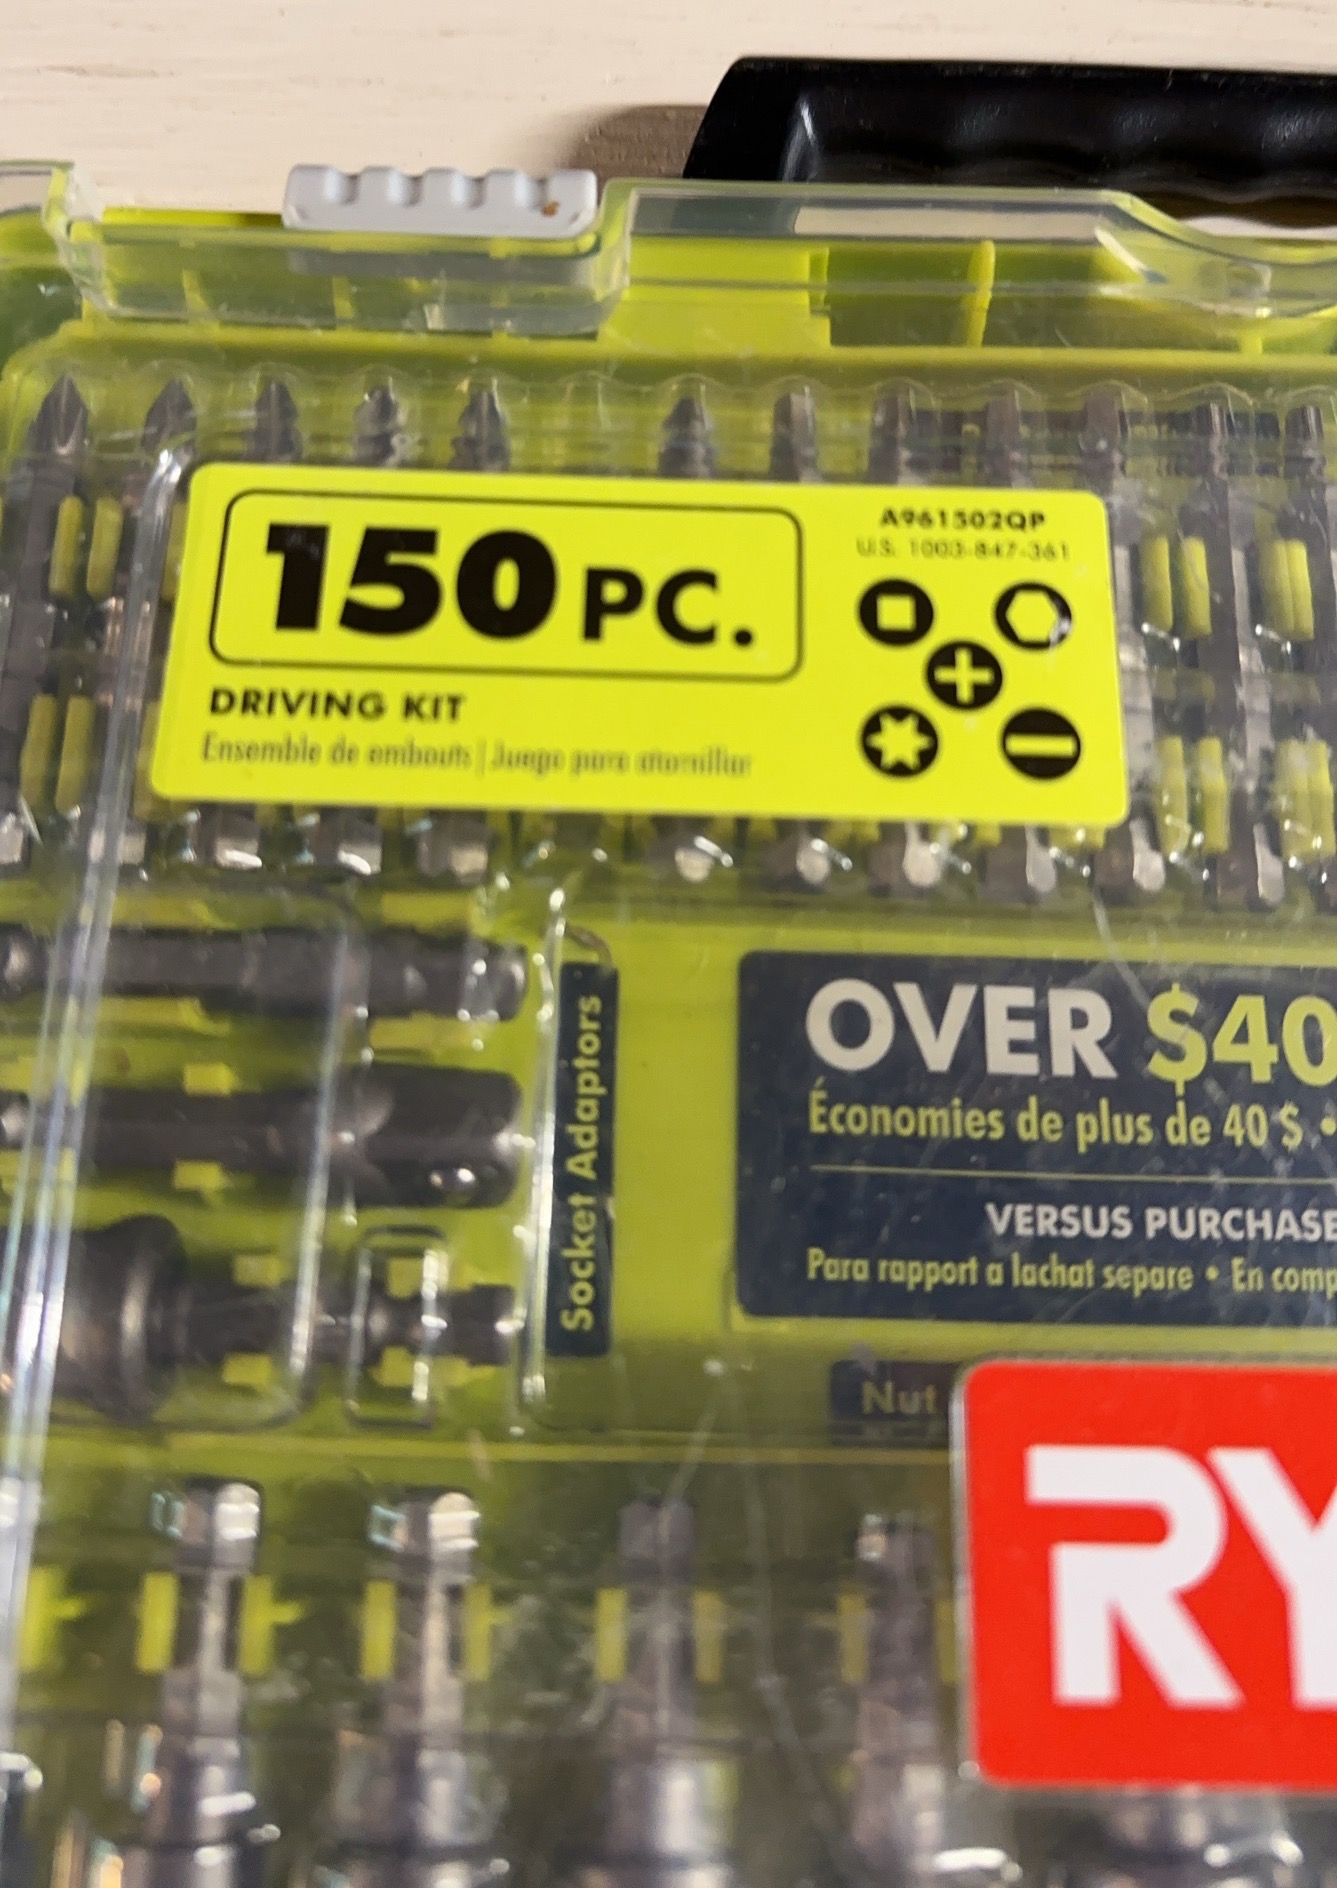 150 PC.
DRIVING KIT
Ensemble de embouts | Juego para atornillar
A961502QP
U.S. 1003-847-361
Socket Adaptors
OVER $40
Économies de plus de 40 $ •
VERSUS PURCHASE
Para rapport a lachat separe • En comp
Nut
RY